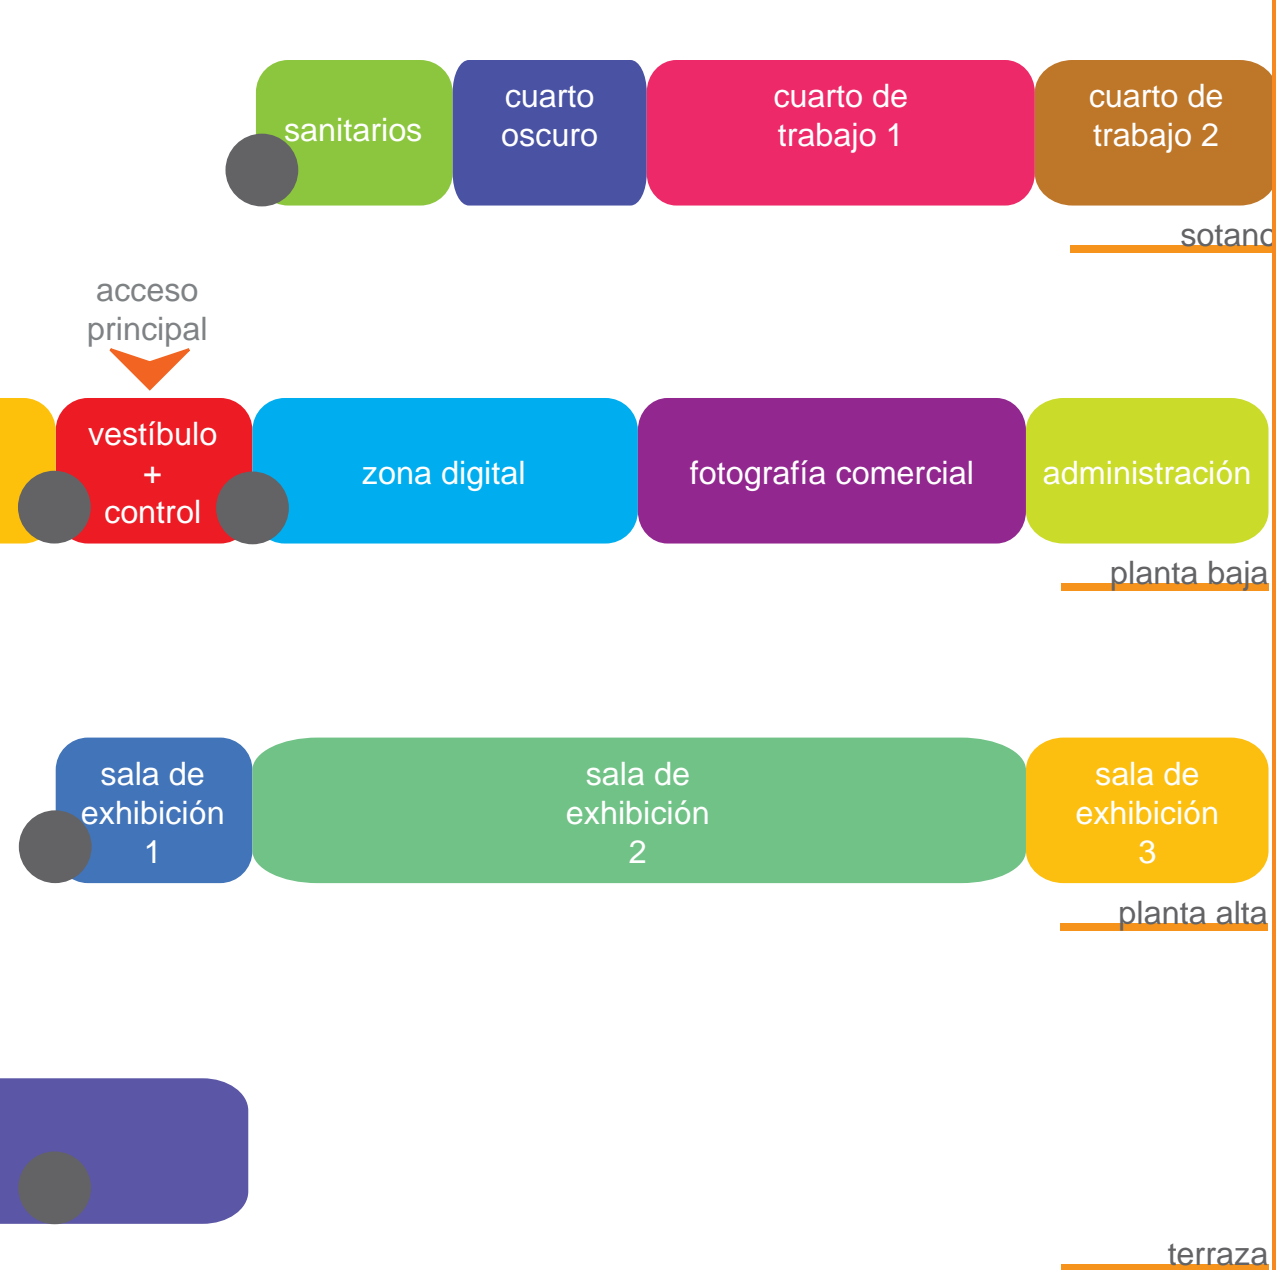 sanitarios
cuarto
oscuro
cuarto de
trabajo 1
cuarto de
trabajo 2
sotano
acceso
principal
vestíbulo
+
control
zona digital
fotografía comercial
administración
planta baja
sala de
exhibición
1
sala de
exhibición
2
sala de
exhibición
3
planta alta
terraza